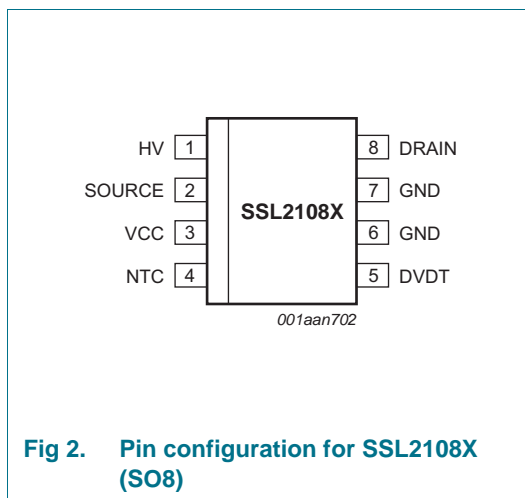 HV 1 8 DRAIN
SOURCE 2 7 GND
SSL2108X
VCC 3 6 GND
NTC 4 5 DVDT
001aan702
Fig 2. Pin configuration for SSL2108X
(SO8)